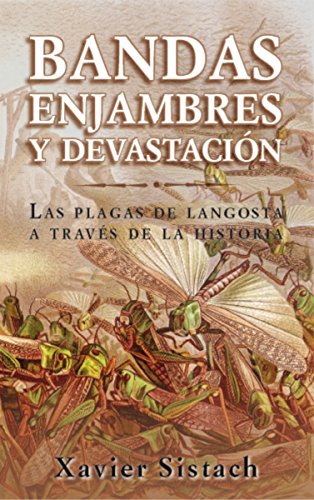 BANDAS
ENJAMBRES
Y DEVASTACIÓN
LAS PLAGAS DE LANGOSTA
A TRAVÉS DE LA HISTORIA
Xavier Sistach